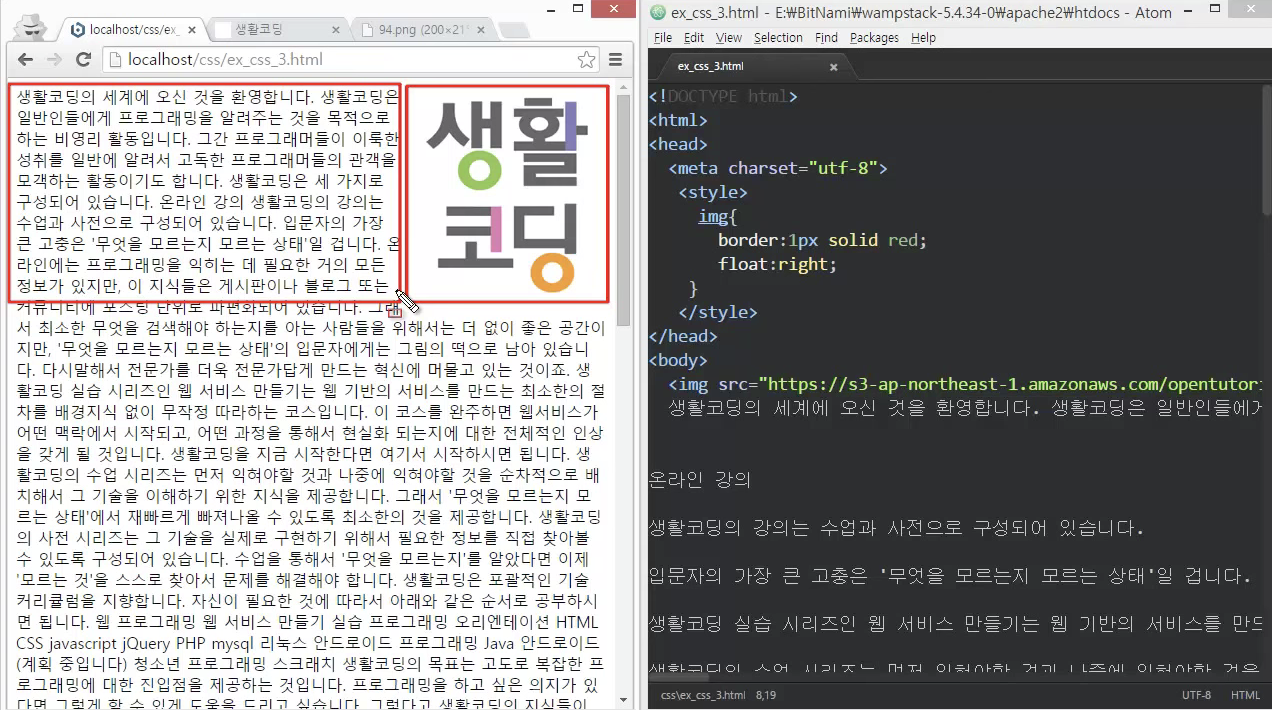 localhost/css/ex_
생활코딩
94.png (200×21
localhost/css/ex_css_3.html
생활코딩의 세계에 오신 것을 환영합니다. 생활코딩은
일반인들에게 프로그래밍을 알려주는 것을 목적으로
하는 비영리 활동입니다. 그간 프로그래머들이 이룩한
성취를 일반에 알려서 고독한 프로그래머들의 관객을
모객하는 활동이기도 합니다. 생활코딩은 세 가지로
구성되어 있습니다. 온라인 강의 생활코딩의 강의는
수업과 사전으로 구성되어 있습니다. 입문자의 가장
큰 고충은 '무엇을 모르는지 모르는 상태'일 겁니다. 온
라인에는 프로그래밍을 익히는 데 필요한 거의 모든
정보가 있지만, 이 지식들은 게시판이나 블로그 또는
커뮤니티에 포스팅 단위로 파편화되어 있습니다. 그래
서 최소한 무엇을 검색해야 하는지를 아는 사람들을 위해서는 더 없이 좋은 공간이
지만, '무엇을 모르는지 모르는 상태'의 입문자에게는 그림의 떡으로 남아 있습니
다. 다시말해서 전문가를 더욱 전문가답게 만드는 혁신에 머물고 있는 것이죠. 생
활코딩 실습 시리즈인 웹 서비스 만들기는 웹 기반의 서비스를 만드는 최소한의 절
차를 배경지식 없이 무작정 따라하는 코스입니다. 이 코스를 완주하면 웹서비스가
어떤 맥락에서 시작되고, 어떤 과정을 통해서 현실화 되는지에 대한 전체적인 인상
을 갖게 될 것입니다. 생활코딩을 지금 시작한다면 여기서 시작하시면 됩니다. 생
활코딩의 수업 시리즈는 먼저 익혀야할 것과 나중에 익혀야할 것을 순차적으로 배
치해서 그 기술을 이해하기 위한 지식을 제공합니다. 그래서 '무엇을 모르는지 모
르는 상태'에서 재빠르게 빠져나올 수 있도록 최소한의 것을 제공합니다. 생활코딩
의 사전 시리즈는 그 기술을 실제로 구현하기 위해서 필요한 정보를 직접 찾아볼
수 있도록 구성되어 있습니다. 수업을 통해서 '무엇을 모르는지'를 알았다면 이제
'모르는 것'을 스스로 찾아서 문제를 해결해야 합니다. 생활코딩은 포괄적인 기술
커리큘럼을 지향합니다. 자신이 필요한 것에 따라서 아래와 같은 순서로 공부하시
면 됩니다. 웹 프로그래밍 웹 서비스 만들기 실습 프로그래밍 오리엔테이션 HTML
CSS javascript jQuery PHP mysql 리눅스 안드로이드 프로그래밍 Java 안드로이드
(계획 중입니다) 청소년 프로그래밍 스크래치 생활코딩의 목표는 고도로 복잡한 프
로그래밍에 대한 진입점을 제공하는 것입니다. 프로그래밍을 하고 싶은 의지가 있
다면 그렇게 할 수 있게 도움을 드리고 싶습니다. 그렇다고 생활코딩의 지식들이
생활
코딩
ex_css_3.html - E:₩BitNami₩wampstack-5.4.34-0₩apache2₩htdocs - Atom
File Edit View Selection Find Packages Help
ex_css_3.html
<!DOCTYPE html>
<html>
<head>
<meta charset="utf-8">
<style>
img{
border:1px solid red;
float:right;
}
</style>
</head>
<body>
<img src="https://s3-ap-northeast-1.amazonaws.com/opentutori
생활코딩의 세계에 오신 것을 환영합니다. 생활코딩은 일반인들에게
온라인 강의
생활코딩의 강의는 수업과 사전으로 구성되어 있습니다.
입문자의 가장 큰 고충은 '무엇을 모르는지 모르는 상태'일 겁니다.
생활코딩 실습 시리즈인 웹 서비스 만들기는 웹 기반의 서비스를 만드
생활코딩의 수업 시리즈는 먼저 익혀야할 것과 나중에 익혀야할 것을
css\ex_css_3.html 8,19
UTF-8 HTML